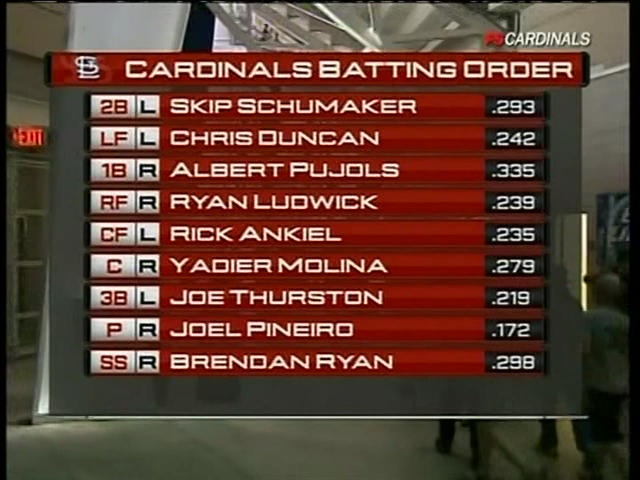 EXIT
FSCARDINALS
STL CARDINALS BATTING ORDER
2B L SKIP SCHUMAKER .293
LF L CHRIS DUNCAN .242
1B R ALBERT PUJOLS .335
RF R RYAN LUDWICK .239
CF L RICK ANKIEL .235
C R YADIER MOLINA .279
3B L JOE THURSTON .219
P R JOEL PINEIRO .172
SS R BRENDAN RYAN .298